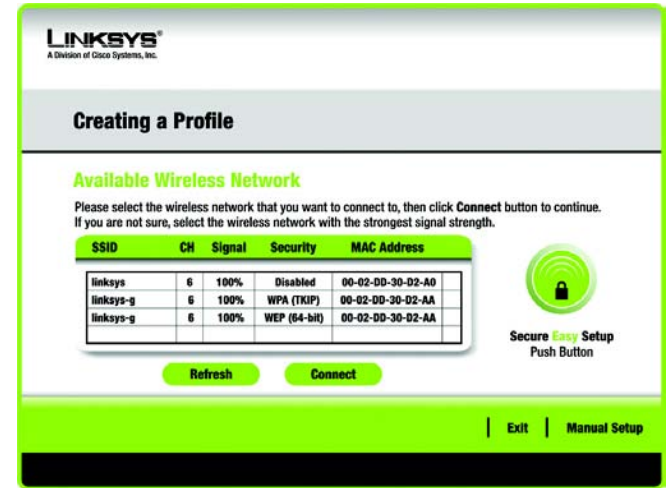 LINKSYS®
A Division of Cisco Systems, Inc.
Creating a Profile
Available Wireless Network
Please select the wireless network that you want to connect to, then click Connect button to continue.
If you are not sure, select the wireless network with the strongest signal strength.
SSID CH Signal Security MAC Address
linksys 6 100% Disabled 00-02-DD-30-D2-A0
linksys-g 6 100% WPA (TKIP) 00-02-DD-30-D2-AA
linksys-g 6 100% WEP (64-bit) 00-02-DD-30-D2-AA
Secure Easy Setup
Push Button
Refresh Connect
Exit Manual Setup